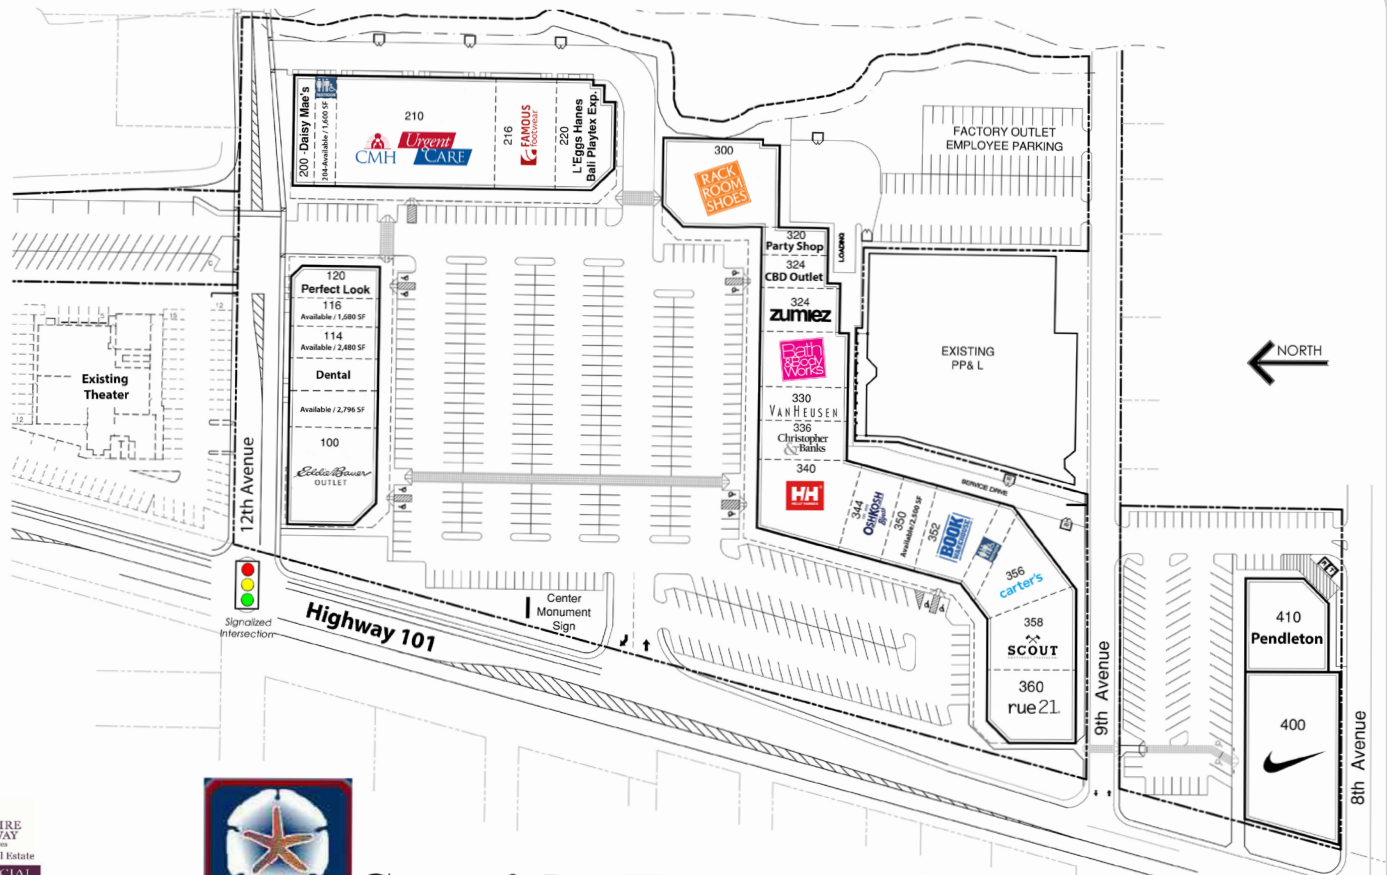 200 - Daisy Mae's
204-Available / 1,600 SF
210
CMH
Urgent
CARE
216
FAMOUS
footwear
220
L'Eggs Hanes
Bali Playtex Exp.
300
RACK
ROOM
SHOES
FACTORY OUTLET
EMPLOYEE PARKING
320
Party Shop
LOADING
324
CBD Outlet
324
zumiez
Bath
& Body
Works
330
VANHEUSEN
336
Christopher
& Banks
340
HH
344
OSHKOSH
B'gosh
350
Available/2,500 SF
352
BOOK
WAREHOUSE
SERVICE DRIVE
356
carter's
358
SCOUT
360
rue21
EXISTING
PP& L
NORTH
120
Perfect Look
116
Available / 1,680 SF
114
Available / 2,480 SF
Dental
Available / 2,796 SF
100
Eddie Bauer
OUTLET
Existing
Theater
12
13
12
12th Avenue
Signalized
Intersection
Highway 101
Center
Monument
Sign
9th Avenue
410
Pendleton
400
8th Avenue